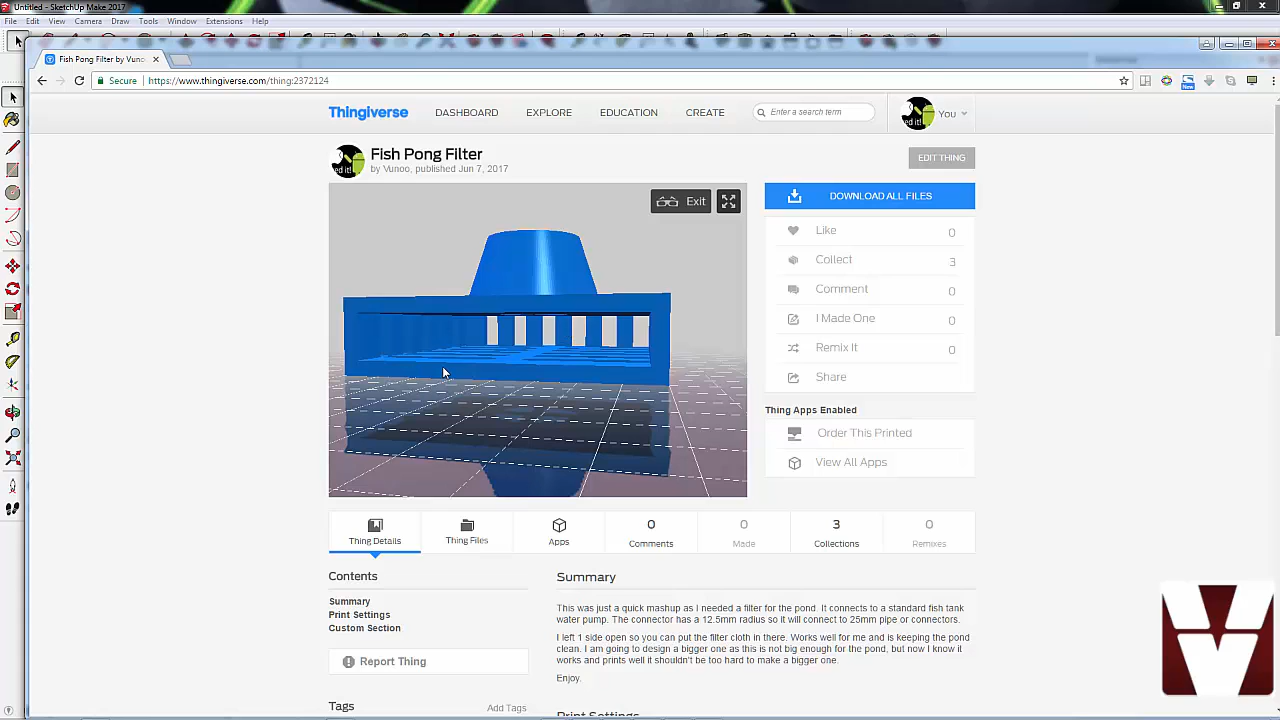 Untitled - SketchUp Make 2017
File Edit View Camera Draw Tools Window Extensions Help
Fish Pong Filter by Vunoo
Secure https://www.thingiverse.com/thing:2372124
New
Thingiverse DASHBOARD EXPLORE EDUCATION CREATE Enter a search term ed it! You
ed it!
Fish Pong Filter
by Vunoo, published Jun 7, 2017
EDIT THING
Exit
DOWNLOAD ALL FILES
Like 0
Collect 3
Comment 0
I Made One 0
Remix It 0
Share
Thing Apps Enabled
Order This Printed
View All Apps
Thing Details
Thing Files
Apps
0
Comments
0
Made
3
Collections
0
Remixes
Contents
Summary
Print Settings
Custom Section
Report Thing
Tags Add Tags
Summary
This was just a quick mashup as I needed a filter for the pond. It connects to a standard fish tank
water pump. The connector has a 12.5mm radius so it will connect to 25mm pipe or connectors.
I left 1 side open so you can put the filter cloth in there. Works well for me and is keeping the pond
clean. I am going to design a bigger one as this is not big enough for the pond, but now I know it
works and prints well it shouldn't be too hard to make a bigger one.
Enjoy.
Print Settings